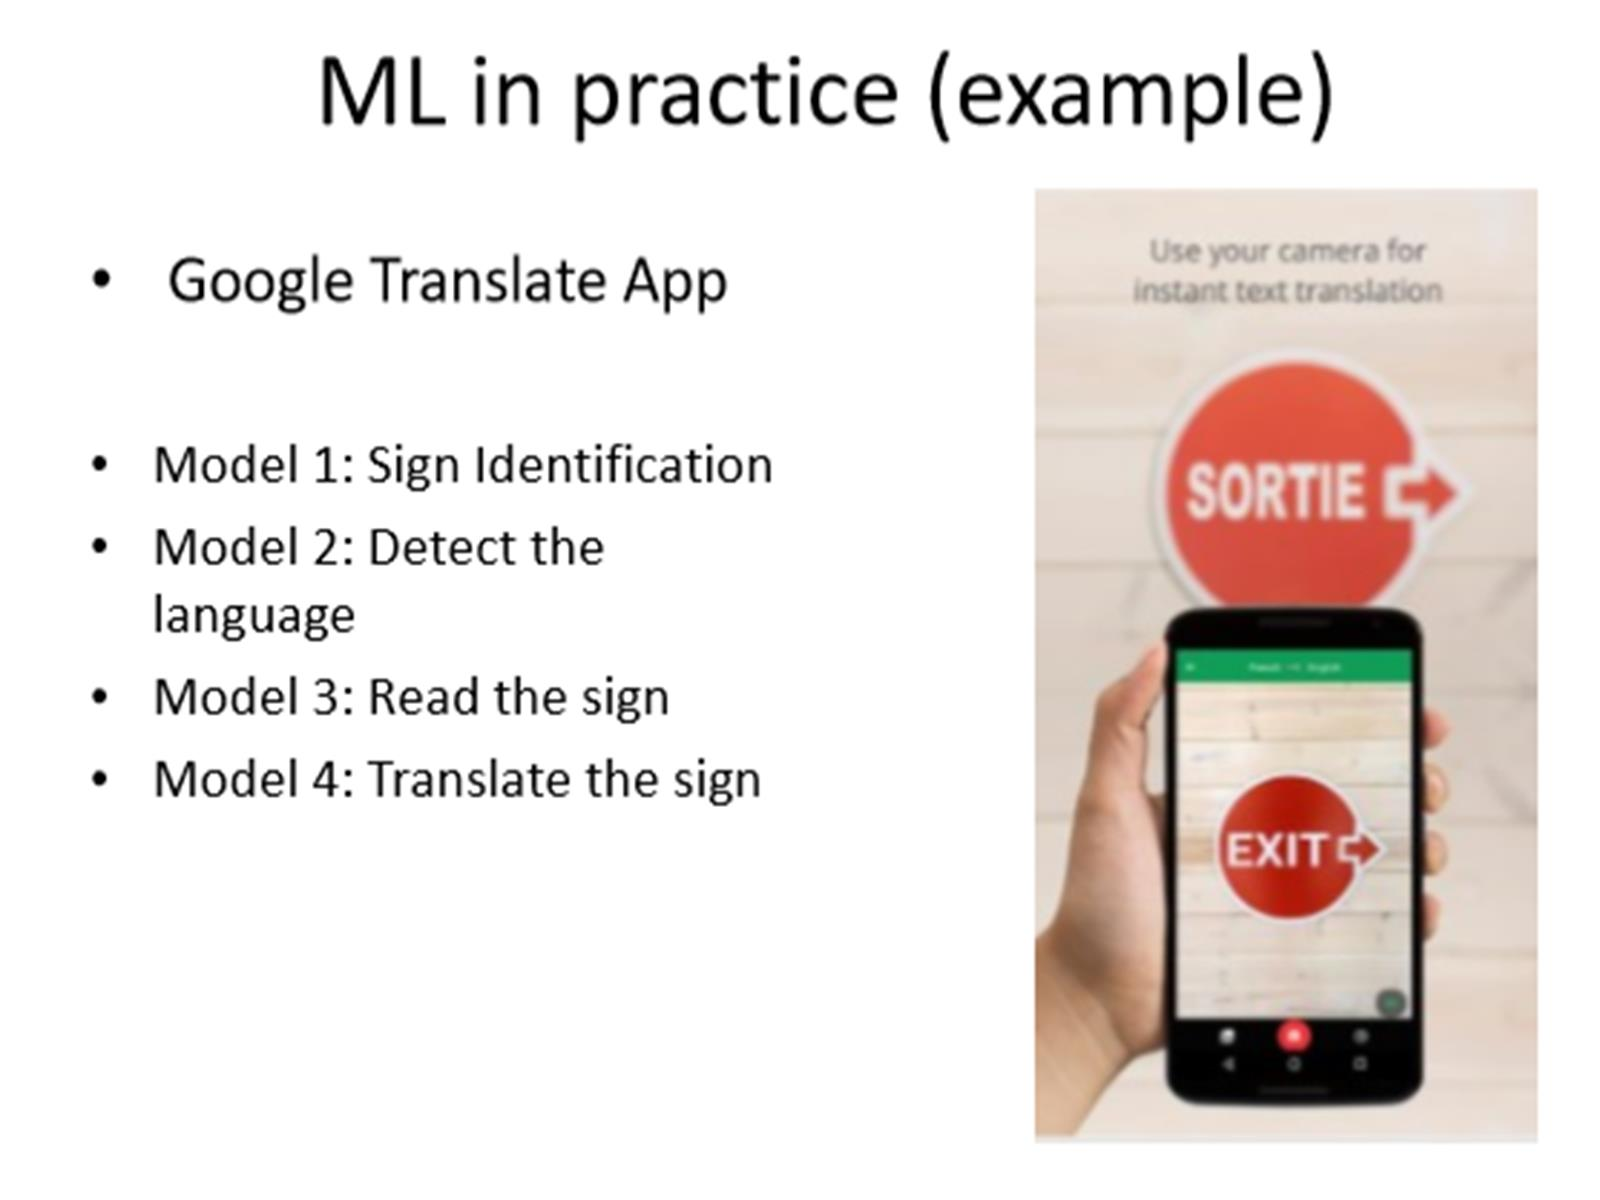 ML in practice (example)
• Google Translate App
• Model 1: Sign Identification
• Model 2: Detect the
language
• Model 3: Read the sign
• Model 4: Translate the sign
Use your camera for
instant text translation
SORTIE
English
EXIT